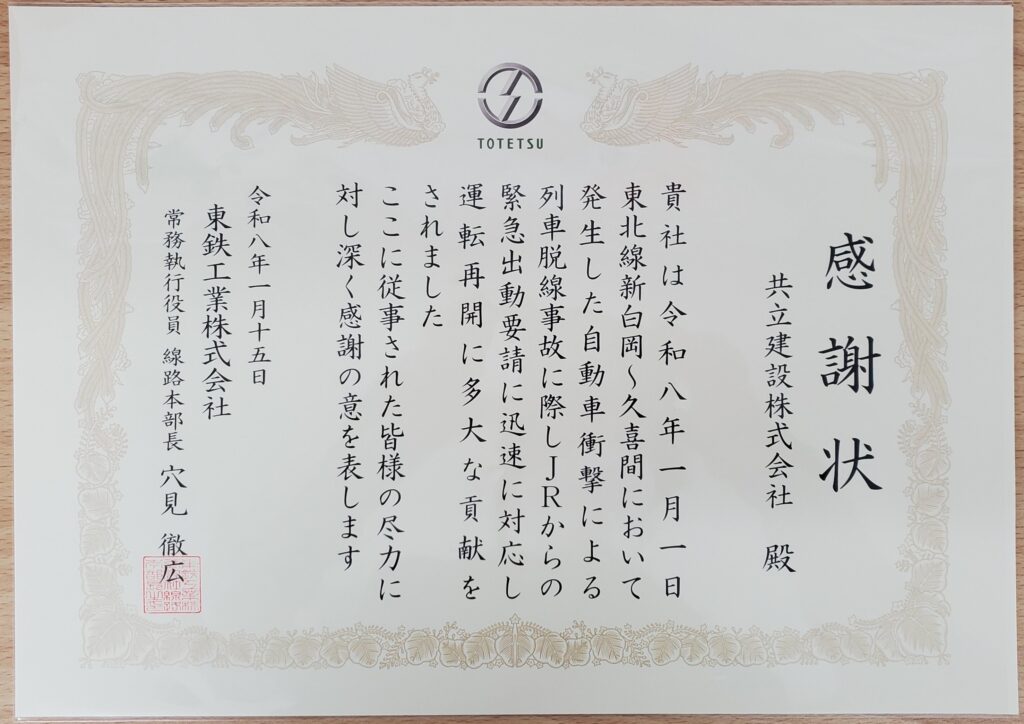 TOTETSU
感謝状
共立建設株式会社 殿
貴社は令和八年一月一日
東北線新白岡～久喜間において
発生した自動車衝撃による
列車脱線事故に際しJRからの
緊急出動要請に迅速に対応し
運転再開に多大な貢献を
されました
ここに従事された皆様の尽力に
対し深く感謝の意を表します
令和八年一月十五日
東鉄工業株式会社
常務執行役員 線路本部長 穴見 徹広